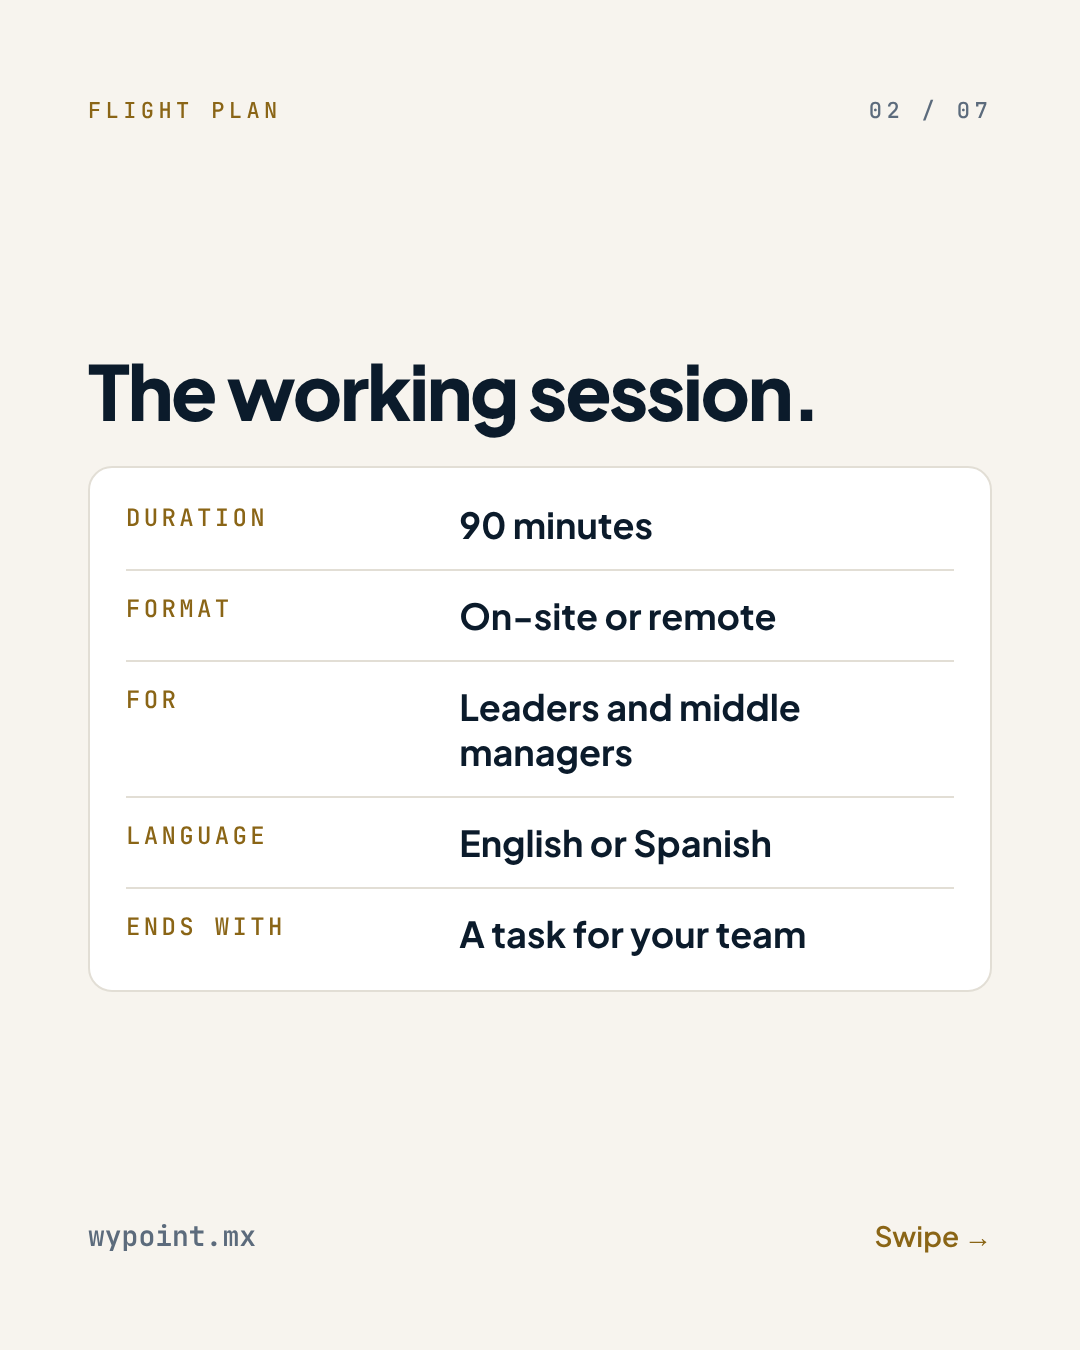 FLIGHT PLAN
02 / 07
The working session.
DURATION
90 minutes
FORMAT
On-site or remote
FOR
Leaders and middle
managers
LANGUAGE
English or Spanish
ENDS WITH
A task for your team
wypoint.mx
Swipe →